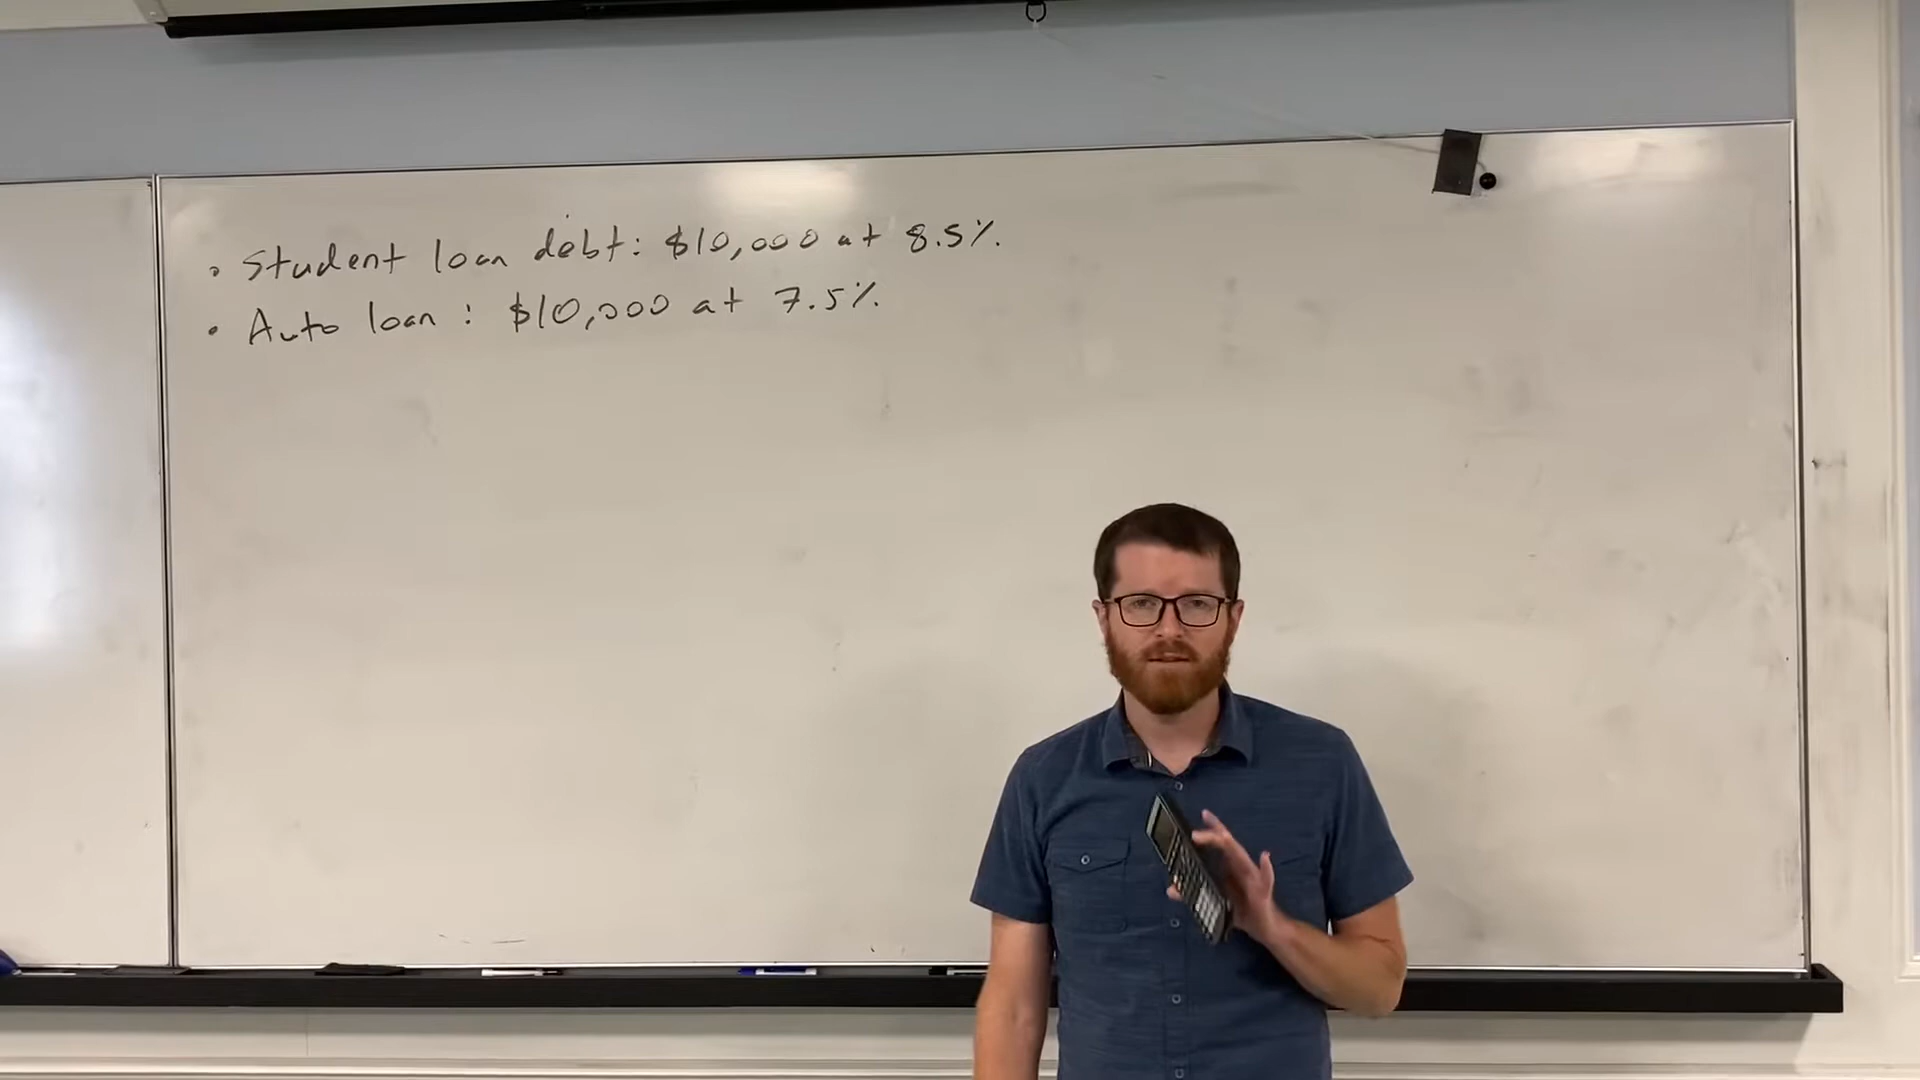 • Student loan debt: $10,000 at 8.5%.
• Auto loan: $10,000 at 7.5%.